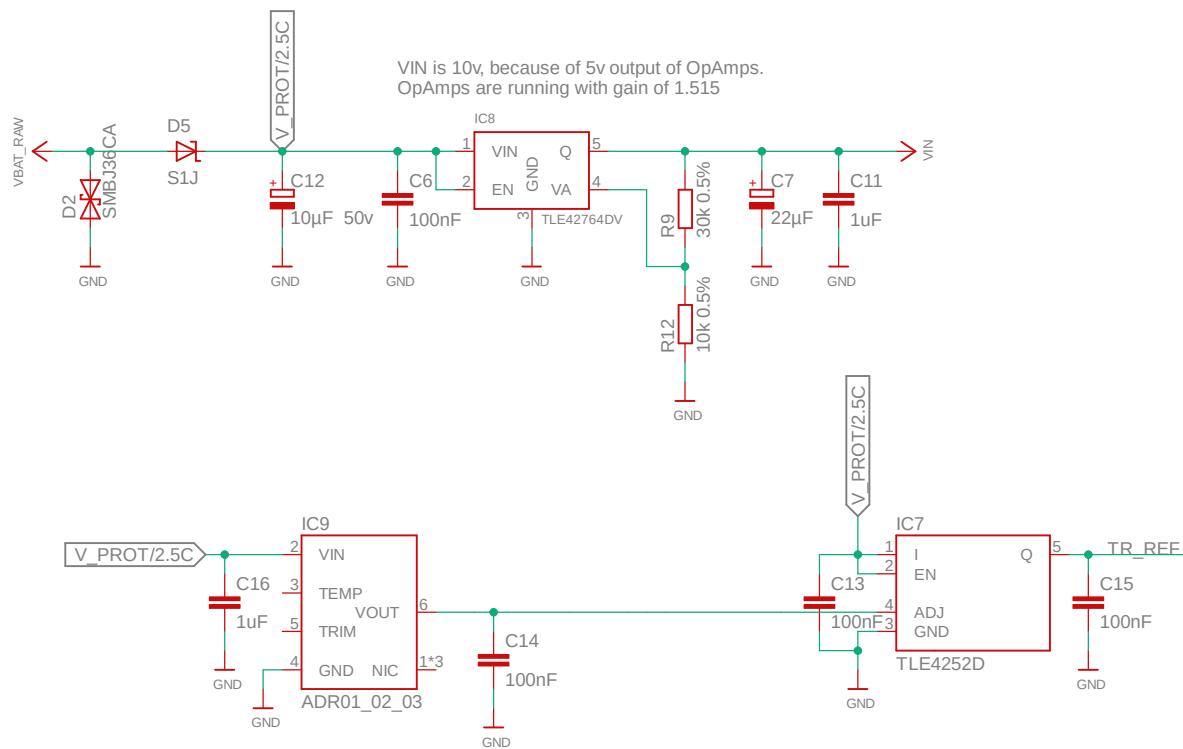 V_PROT/2.5C
VIN is 10v, because of 5v output of OpAmps.
OpAmps are running with gain of 1.515
VBAT_RAW
D2
SMBJ36CA
GND
D5
S1J
+
C12
10µF
50v
GND
C6
100nF
GND
IC8
1
VIN
2
EN
GND
3
Q
5
VA
4
TLE42764DV
GND
R9
30k 0.5%
R12
10k 0.5%
GND
+
C7
22µF
GND
C11
1uF
GND
VIN
V_PROT/2.5C
C16
1uF
GND
IC9
2
VIN
3
TEMP
VOUT
6
5
TRIM
4
GND
NIC
1*3
ADR01_02_03
GND
C14
100nF
GND
V_PROT/2.5C
IC7
1
I
2
EN
Q
5
TR_REF
C13
100nF
4
ADJ
3
GND
TLE4252D
GND
C15
100nF
GND